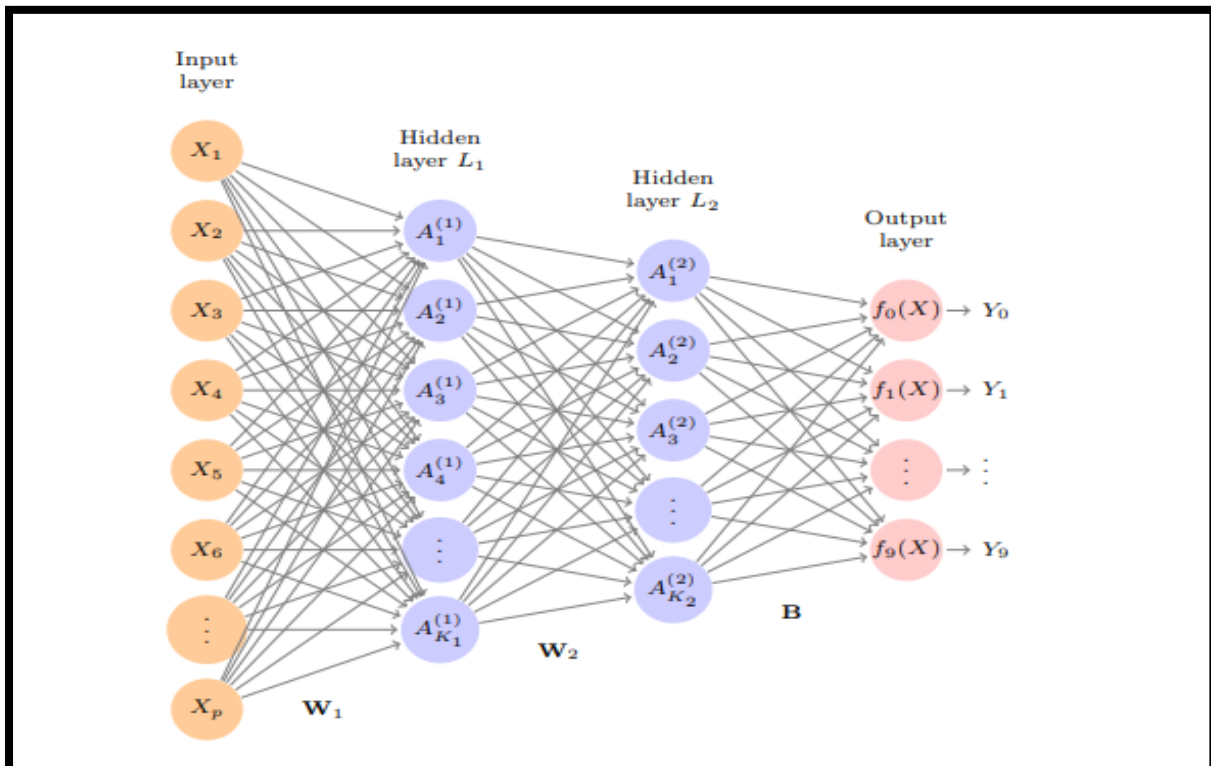 Input
layer
X₁
X₂
X₃
X₄
X₅
X₆
⋮
Xₚ
W₁
Hidden
layer L₁
A₁⁽¹⁾
A₂⁽¹⁾
A₃⁽¹⁾
A₄⁽¹⁾
⋮
A_{K₁}⁽¹⁾
W₂
Hidden
layer L₂
A₁⁽²⁾
A₂⁽²⁾
A₃⁽²⁾
⋮
A_{K₂}⁽²⁾
B
Output
layer
f₀(X) → Y₀
f₁(X) → Y₁
⋮ → ⋮
f₉(X) → Y₉